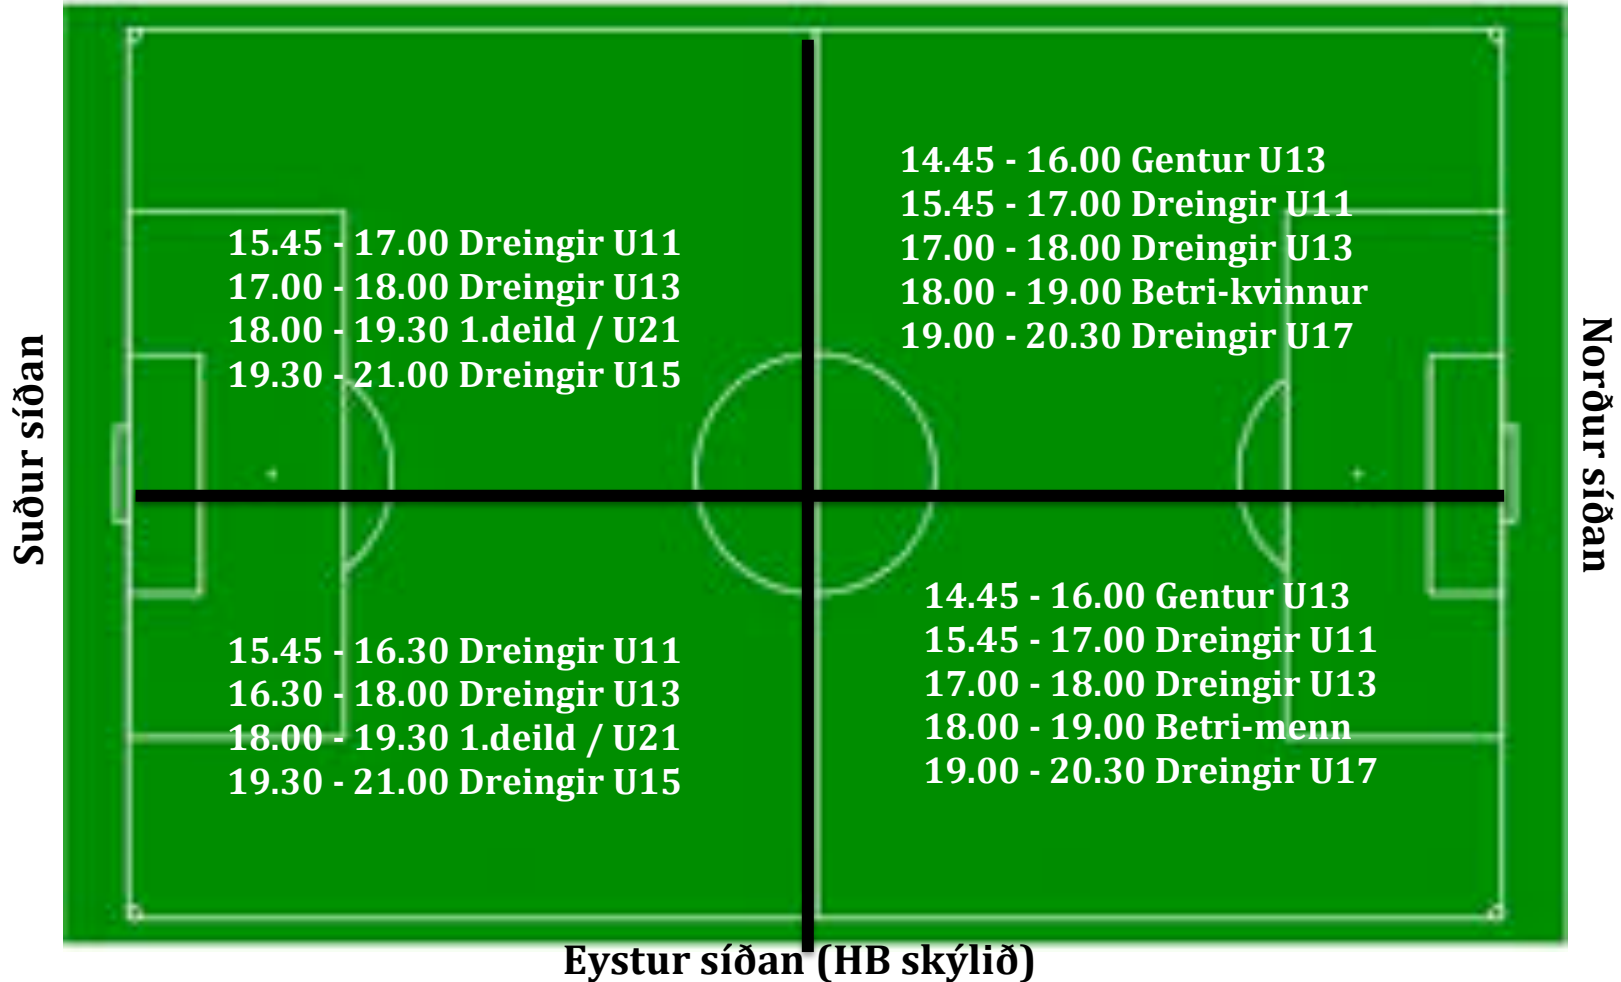 14.45 - 16.00 Gentur U13
15.45 - 17.00 Dreingir U11
17.00 - 18.00 Dreingir U13
18.00 - 19.00 Betri-kvinnur
19.00 - 20.30 Dreingir U17
15.45 - 17.00 Dreingir U11
17.00 - 18.00 Dreingir U13
18.00 - 19.30 1.deild / U21
19.30 - 21.00 Dreingir U15
Suður síðan
Norður síðan
15.45 - 16.30 Dreingir U11
16.30 - 18.00 Dreingir U13
18.00 - 19.30 1.deild / U21
19.30 - 21.00 Dreingir U15
14.45 - 16.00 Gentur U13
15.45 - 17.00 Dreingir U11
17.00 - 18.00 Dreingir U13
18.00 - 19.00 Betri-menn
19.00 - 20.30 Dreingir U17
Eystur síðan (HB skýlið)